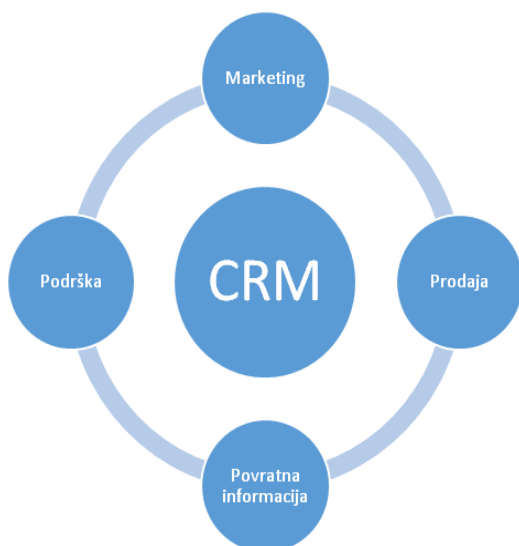 Marketing
Podrška
CRM
Prodaja
Povratna
informacija